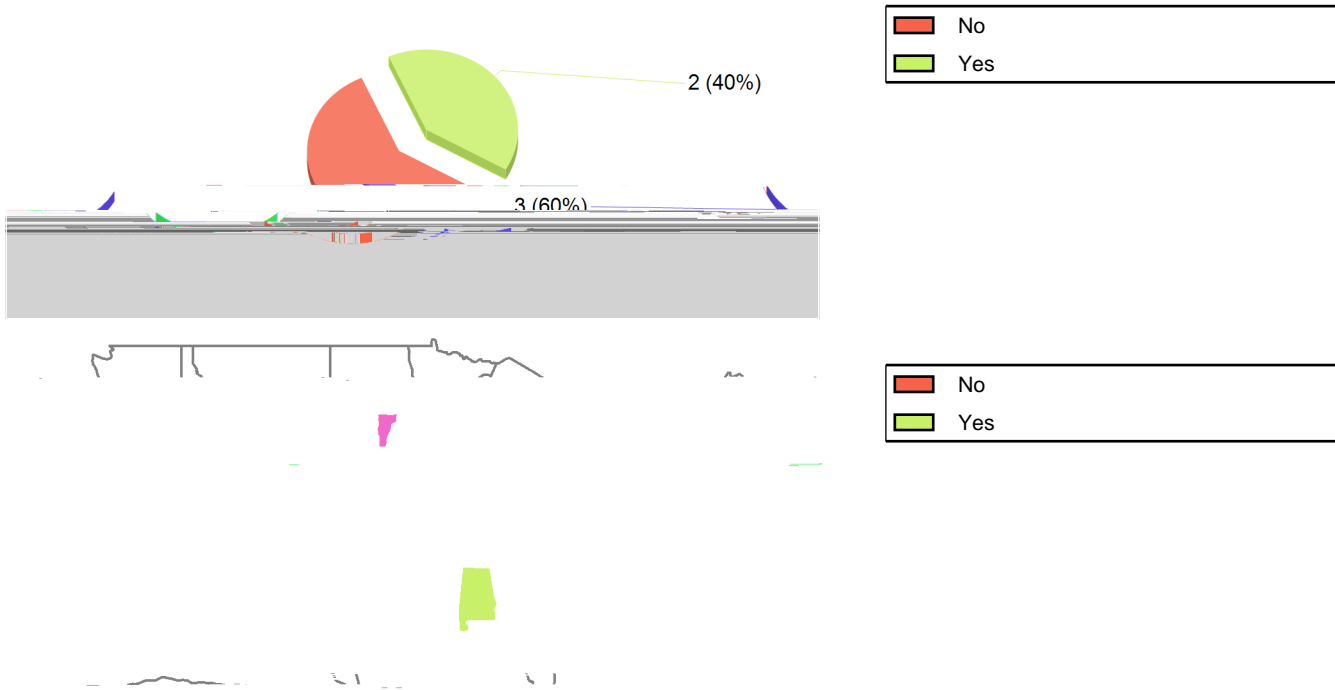 No
Yes
2 (40%)
3 (60%)
No
Yes